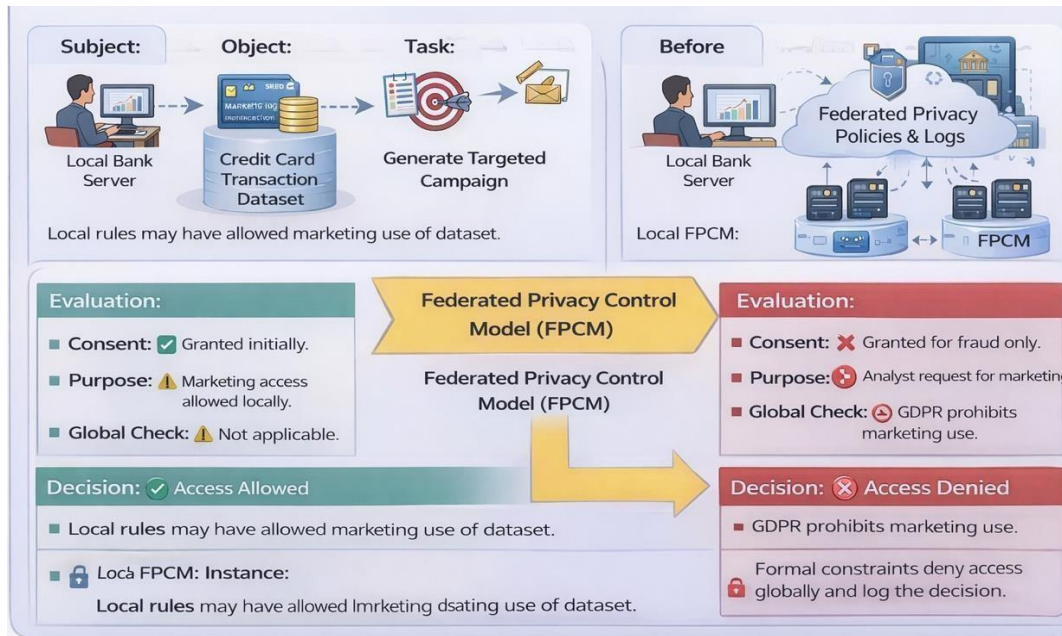 Subject:
Object:
Task:
Local Bank
Server
Credit Card
Transaction
Dataset
Generate Targeted
Campaign
Local rules may have allowed marketing use of dataset.
Before
Local Bank
Server
Federated Privacy
Policies & Logs
Local FPCM:
FPCM
Evaluation:
Consent: Granted initially.
Purpose: Marketing access
allowed locally.
Global Check: Not applicable.
Federated Privacy Control
Model (FPCM)
Federated Privacy Control
Model (FPCM)
Evaluation:
Consent: Granted for fraud only.
Purpose: Analyst request for marketing
Global Check: GDPR prohibits
marketing use.
Decision: Access Allowed
Local rules may have allowed marketing use of dataset.
FPCM: Instance:
Local rules may have allowed lmrketing dsating use of dataset.
Decision: Access Denied
GDPR prohibits marketing use.
Formal constraints deny access
globally and log the decision.